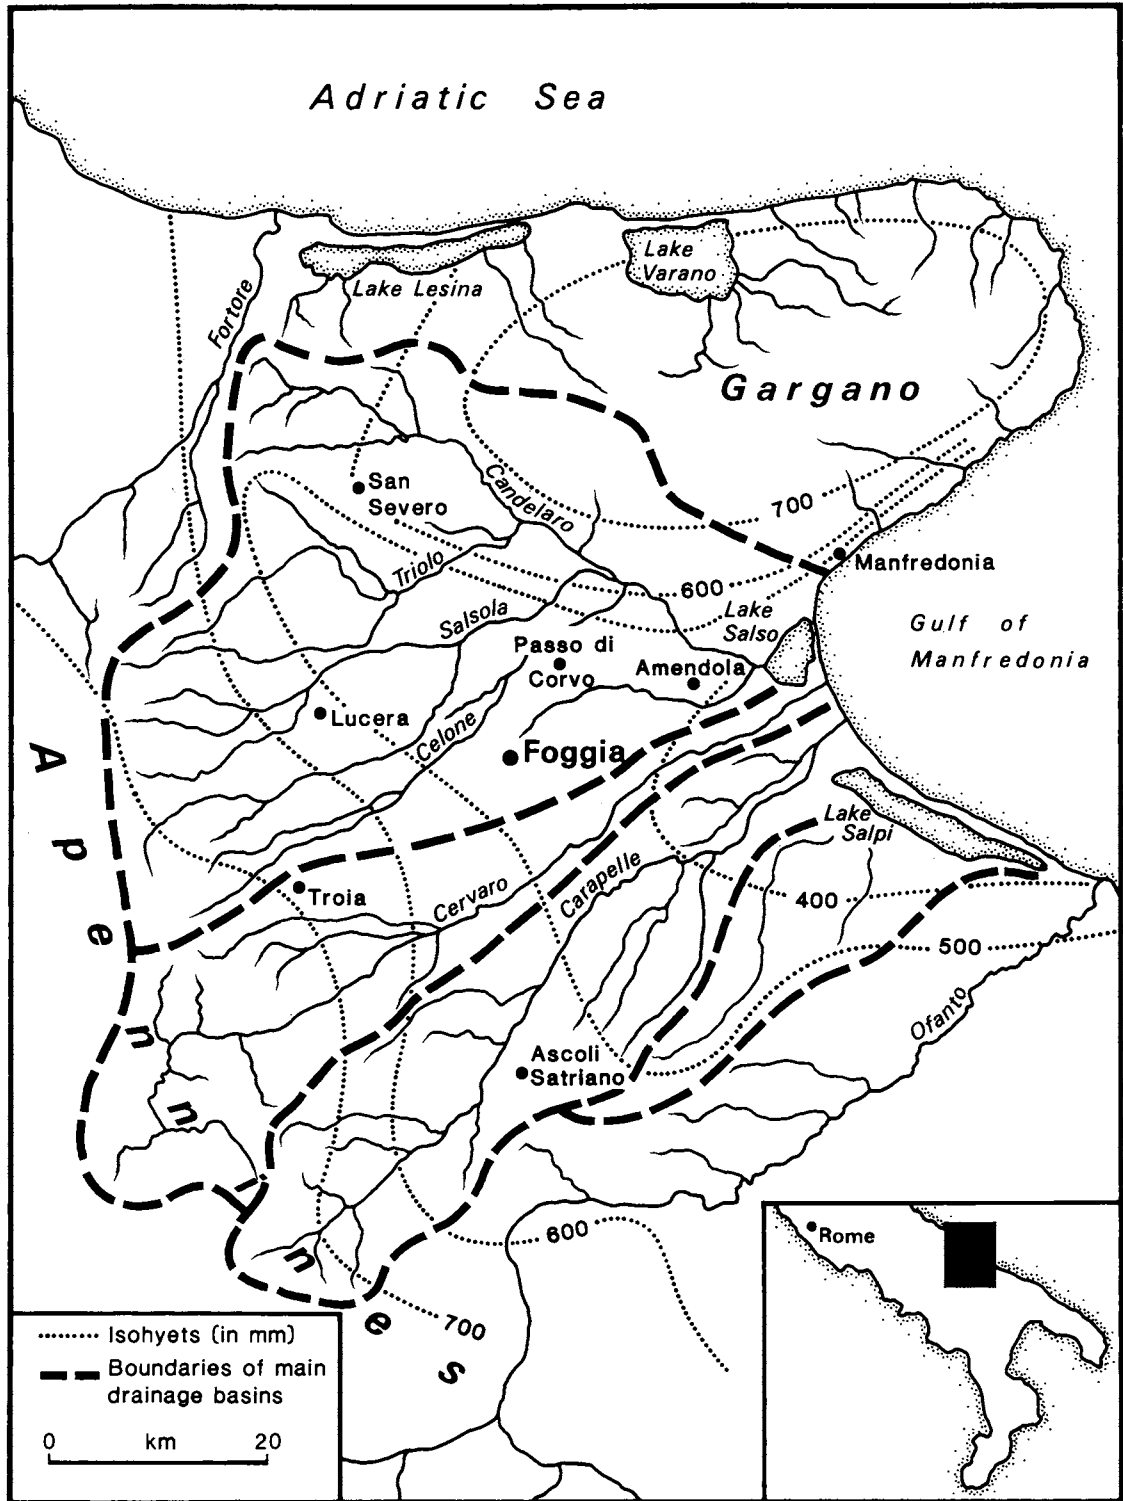 Adriatic Sea
Lake
Varano
Lake Lesina
Fortore
Gargano
San
Severo
Candelaro
700
Manfredonia
Triolo
600
Lake
Salso
Salsola
Gulf of
Manfredonia
Passo di
Corvo
Amendola
Lucera
Celone
Foggia
Lake
Salpi
Troia
Cervaro
Carapelle
400
500
Ofanto
Ascoli
Satriano
Apennnes
600
700
Rome
Isohyets (in mm)
Boundaries of main
drainage basins
0 km 20